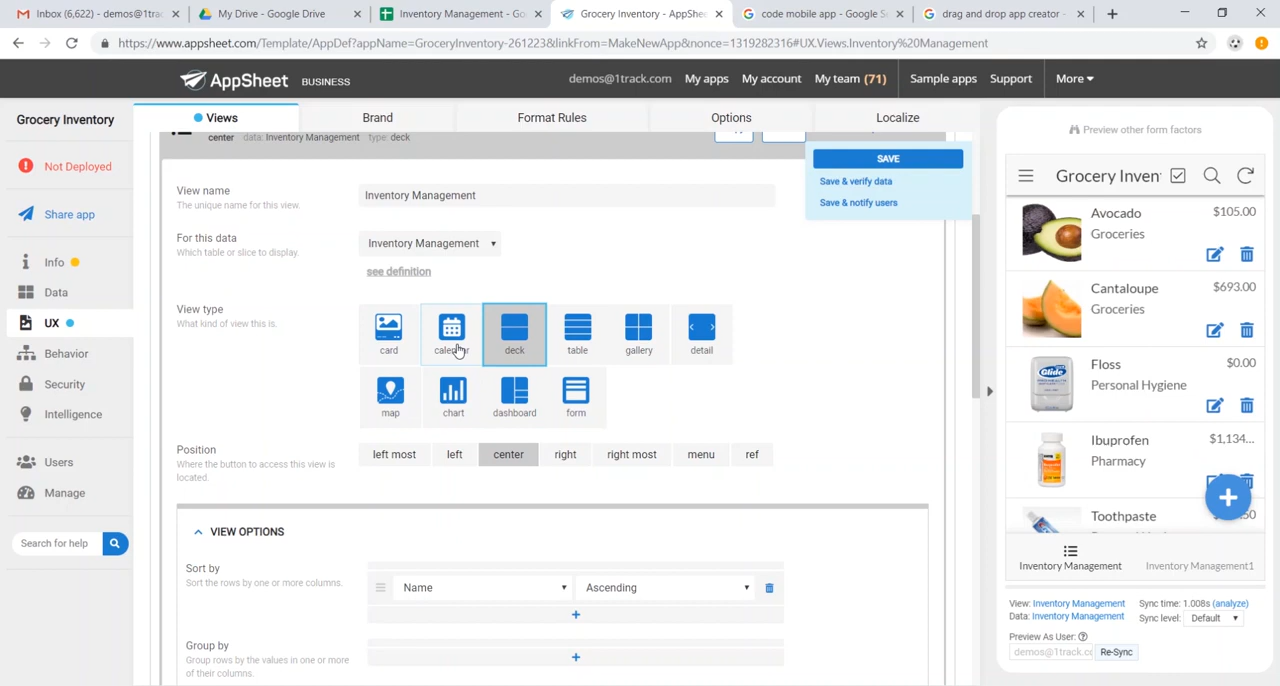 Inbox (6,622) - demos@1trac
My Drive - Google Drive
Inventory Management - Go
Grocery Inventory - AppShe
code mobile app - Google S
drag and drop app creator -
https://www.appsheet.com/Template/AppDef?appName=GroceryInventory-261223&linkFrom=MakeNewApp&nonce=1319282316#UX.Views.Inventory%20Management
AppSheet BUSINESS
demos@1track.com My apps My account My team (71) Sample apps Support More
Grocery Inventory
Views Brand Format Rules Options Localize
Preview other form factors
center data: Inventory Management type: deck
Not Deployed
Share app
Info
Data
UX
Behavior
Security
Intelligence
Users
Manage
Search for help
SAVE
Save & verify data
Save & notify users
View name
The unique name for this view.
Inventory Management
For this data
Which table or slice to display.
Inventory Management
see definition
View type
What kind of view this is.
card deck table gallery detail
map chart dashboard form
Position
Where the button to access this view is
located.
left most left center right right most menu ref
VIEW OPTIONS
Sort by
Sort the rows by one or more columns.
Name Ascending
Group by
Group rows by the values in one or more
of their columns.
Grocery Inven
Avocado $105.00
Groceries
Cantaloupe $693.00
Groceries
Floss $0.00
Personal Hygiene
Glide
Ibuprofen $1,134...
Pharmacy
Toothpaste
Inventory Management Inventory Management1
View: Inventory Management Sync time: 1.008s (analyze)
Data: Inventory Management Sync level: Default
Preview As User:
demos@1track.cc Re-Sync